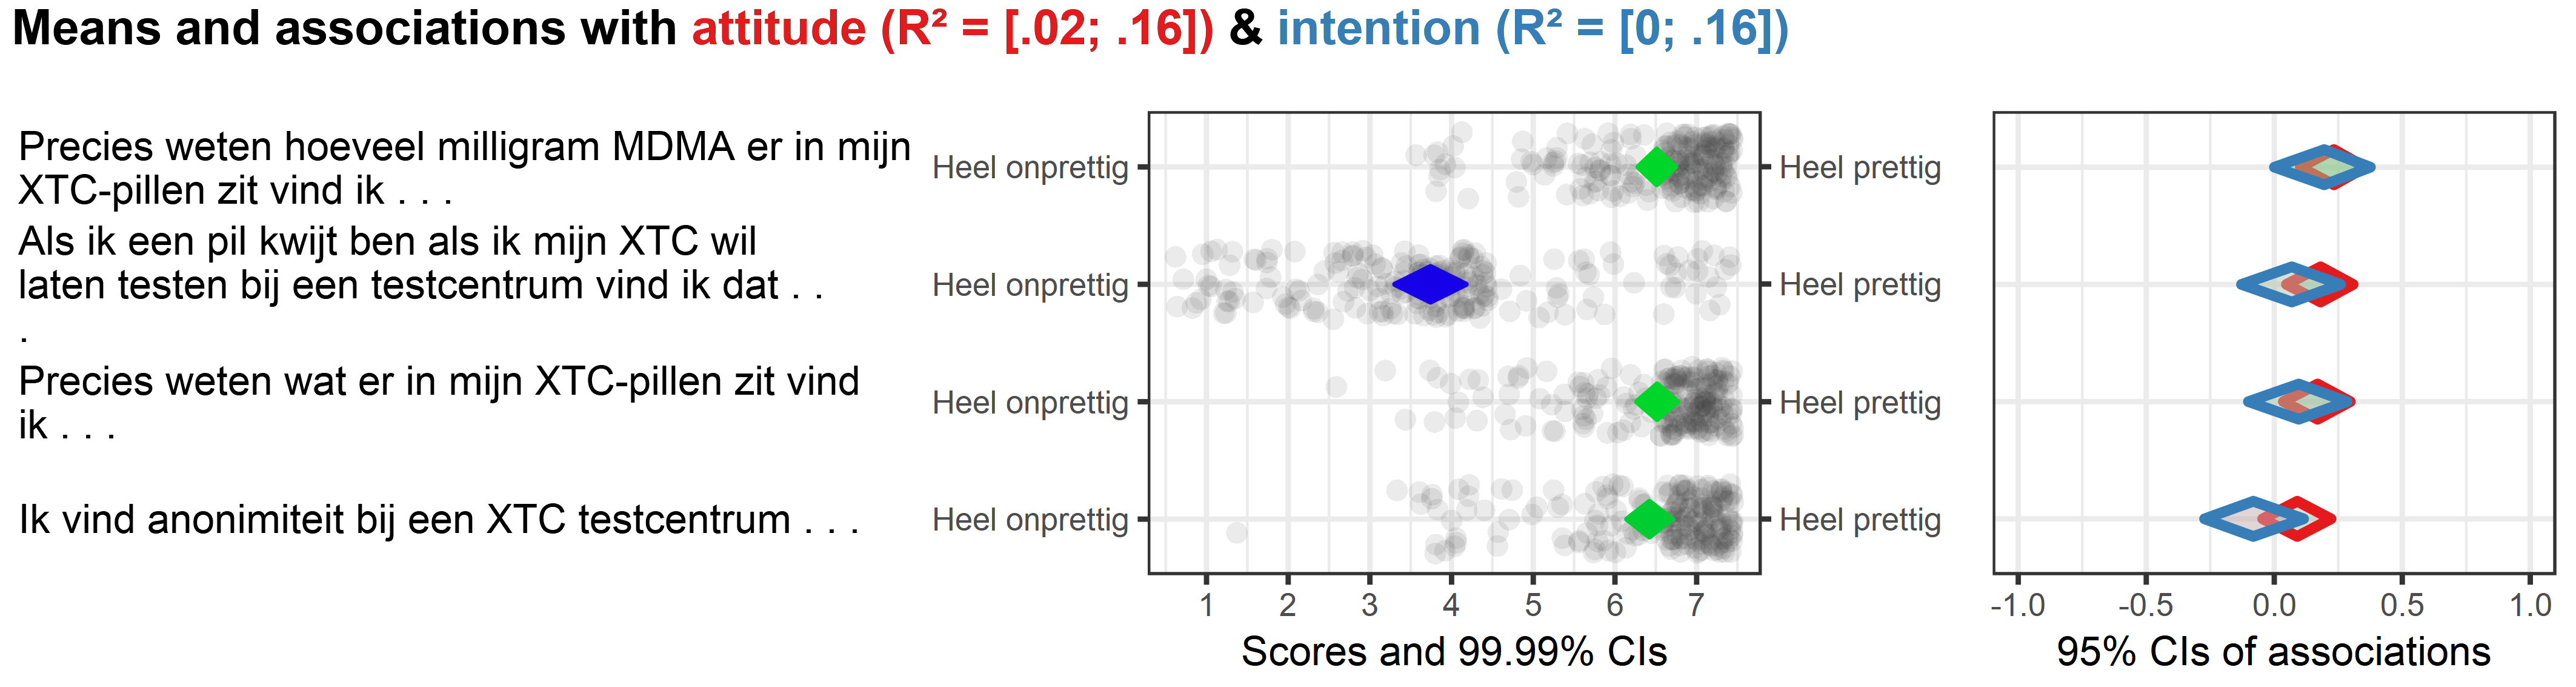 Means and associations with attitude (R² = [.02; .16]) & intention (R² = [0; .16])
Precies weten hoeveel milligram MDMA er in mijn
XTC-pillen zit vind ik . . .
Heel onprettig
Heel prettig
Als ik een pil kwijt ben als ik mijn XTC wil
laten testen bij een testcentrum vind ik dat . .
.
Heel onprettig
Heel prettig
Precies weten wat er in mijn XTC-pillen zit vind
ik . . .
Heel onprettig
Heel prettig
Ik vind anonimiteit bij een XTC testcentrum . . .
Heel onprettig
Heel prettig
1 2 3 4 5 6 7
Scores and 99.99% CIs
-1.0 -0.5 0.0 0.5 1.0
95% CIs of associations